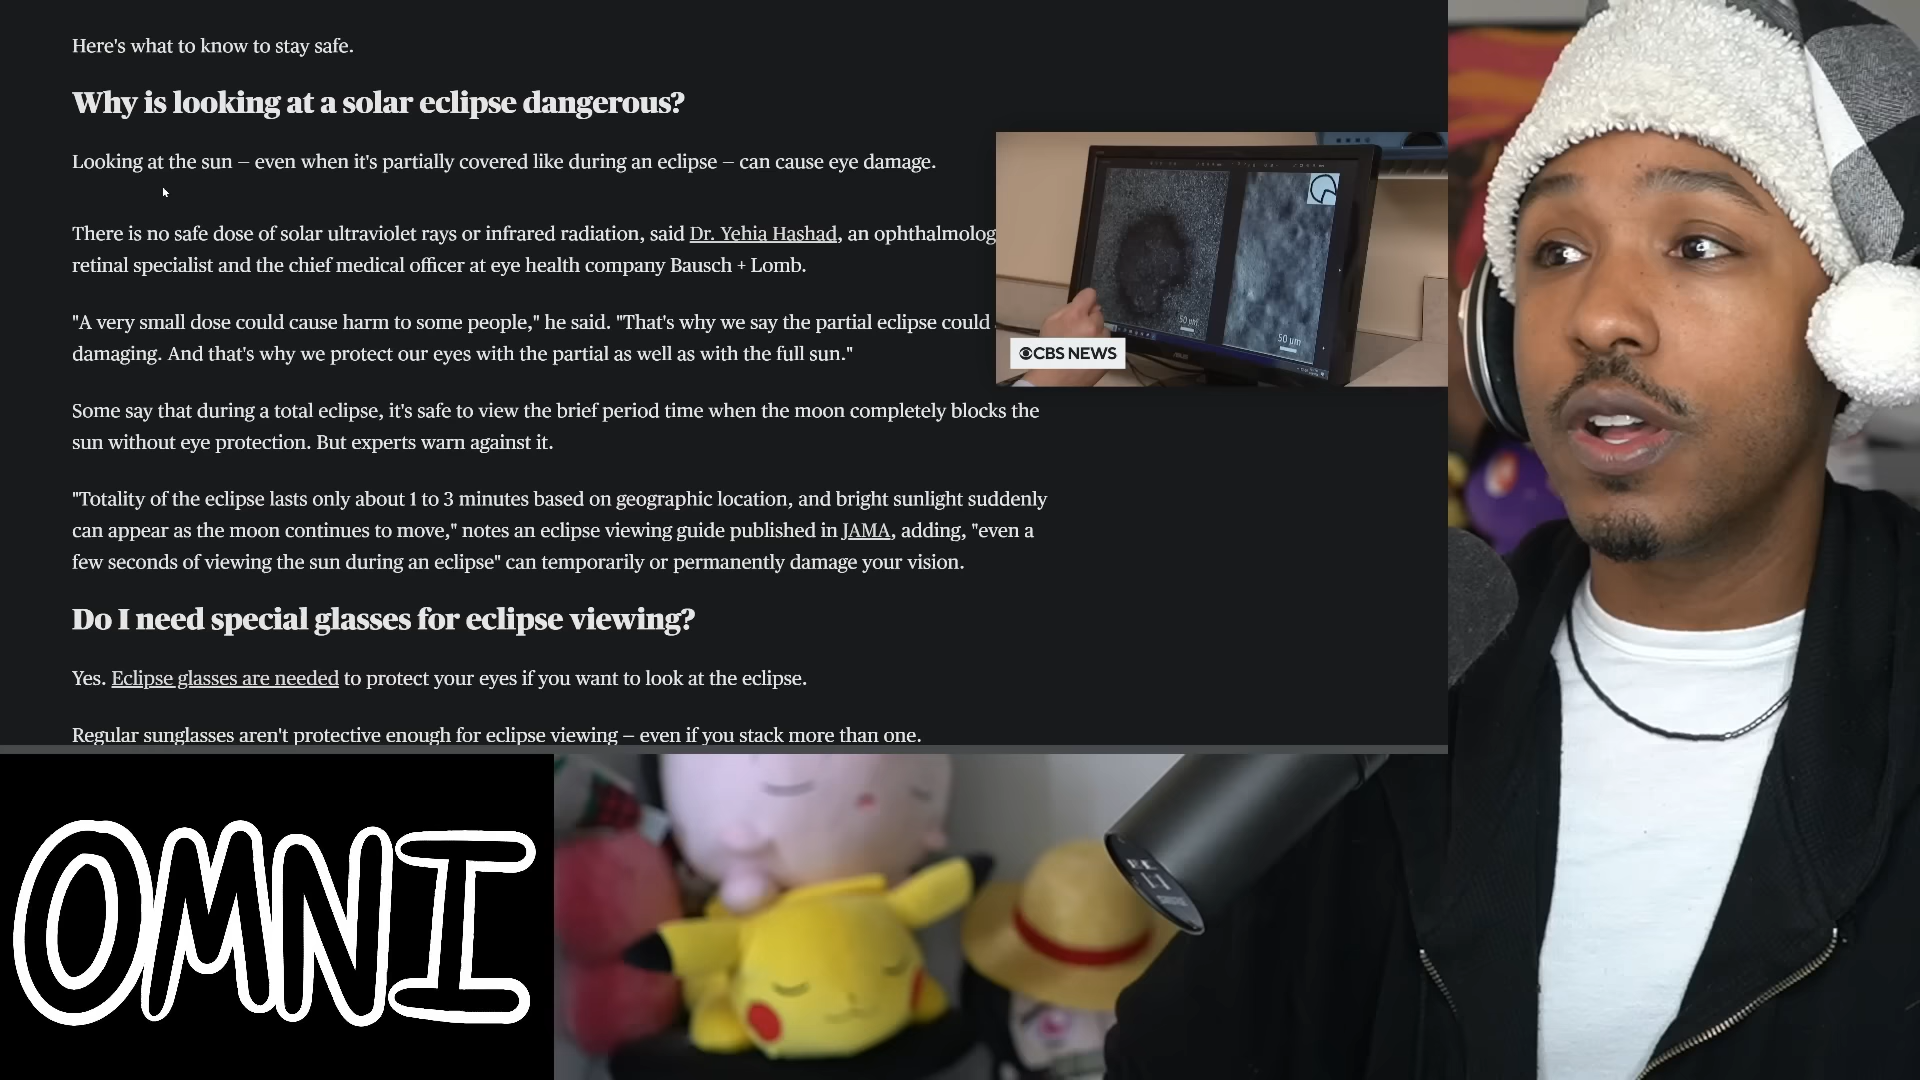 Here's what to know to stay safe.
Why is looking at a solar eclipse dangerous?
Looking at the sun – even when it's partially covered like during an eclipse – can cause eye damage.
There is no safe dose of solar ultraviolet rays or infrared radiation, said Dr. Yehia Hashad, an ophthalmolog
retinal specialist and the chief medical officer at eye health company Bausch + Lomb.
"A very small dose could cause harm to some people," he said. "That's why we say the partial eclipse could
damaging. And that's why we protect our eyes with the partial as well as with the full sun."
Some say that during a total eclipse, it's safe to view the brief period time when the moon completely blocks the
sun without eye protection. But experts warn against it.
"Totality of the eclipse lasts only about 1 to 3 minutes based on geographic location, and bright sunlight suddenly
can appear as the moon continues to move," notes an eclipse viewing guide published in JAMA, adding, "even a
few seconds of viewing the sun during an eclipse" can temporarily or permanently damage your vision.
Do I need special glasses for eclipse viewing?
Yes. Eclipse glasses are needed to protect your eyes if you want to look at the eclipse.
Regular sunglasses aren't protective enough for eclipse viewing – even if you stack more than one.
50 µm
50 µm
CBS NEWS
OMNI